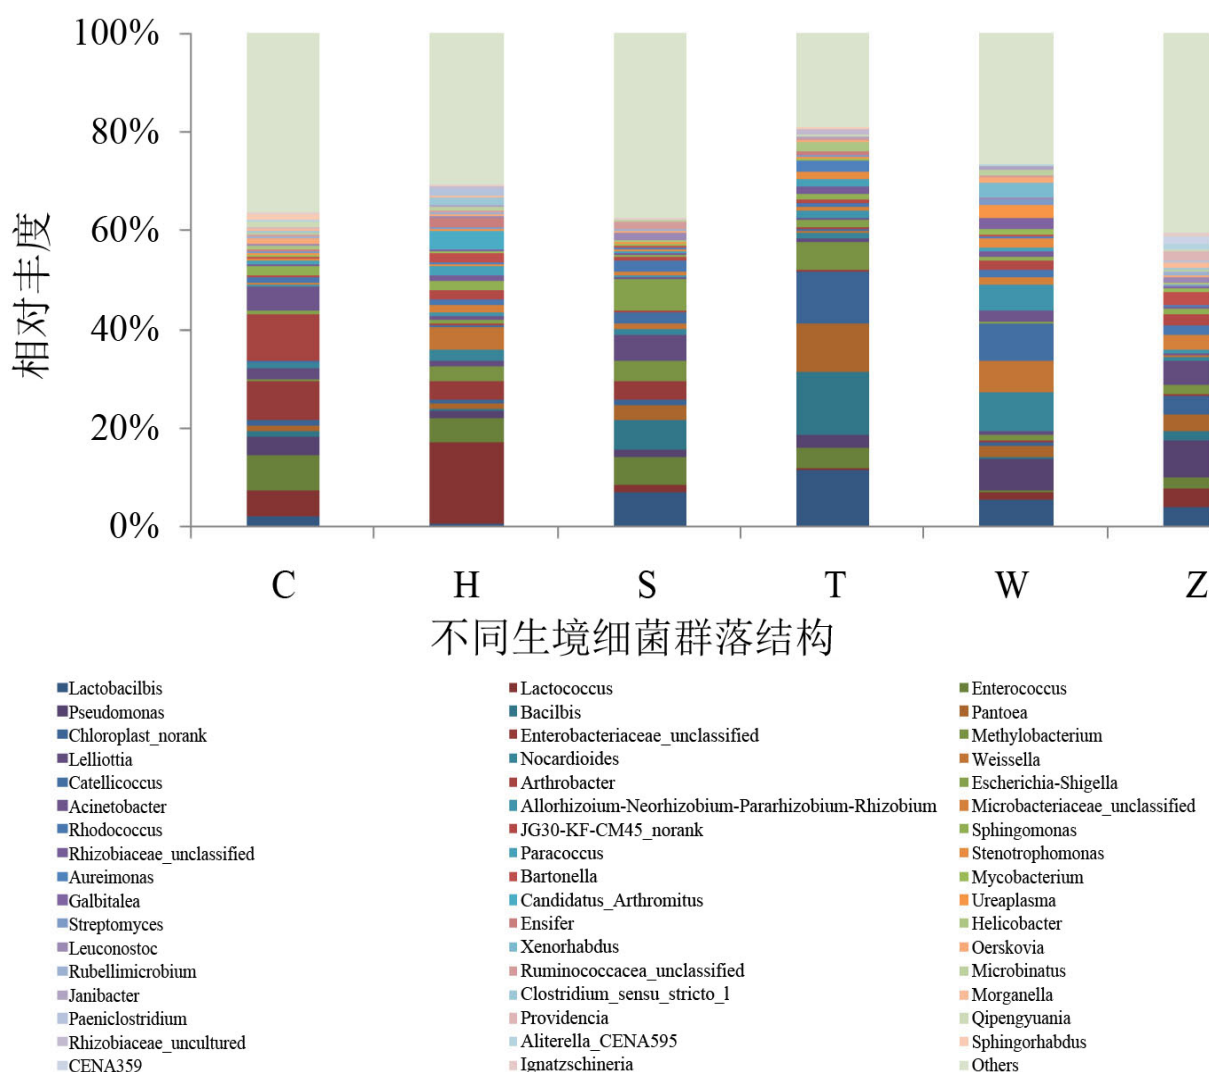 100%
80%
60%
40%
20%
0%
相对丰度
C H S T W Z
不同生境细菌群落结构
Lactobacilbis Lactococcus Enterococcus
Pseudomonas Bacilbis Pantoea
Chloroplast_norank Enterobacteriaceae_unclassified Methylobacterium
Lelliottia Nocardioides Weissella
Catellicoccus Arthrobacter Escherichia-Shigella
Acinetobacter Allorhizoium-Neorhizobium-Pararhizobium-Rhizobium Microbacteriaceae_unclassified
Rhodococcus JG30-KF-CM45_norank Sphingomonas
Rhizobiaceae_unclassified Paracoccus Stenotrophomonas
Aureimonas Bartonella Mycobacterium
Galbitalea Candidatus_Arthromitus Ureaplasma
Streptomyces Ensifer Helicobacter
Leuconostoc Xenorhabdus Oerskovia
Rubellimicrobium Ruminococcacea_unclassified Microbinatus
Janibacter Clostridium_sensu_stricto_l Morganella
Paeniclostridium Providencia Qipengyuania
Rhizobiaceae_uncultured Aliterella_CENA595 Sphingorhabdus
CENA359 Ignatzschineria Others